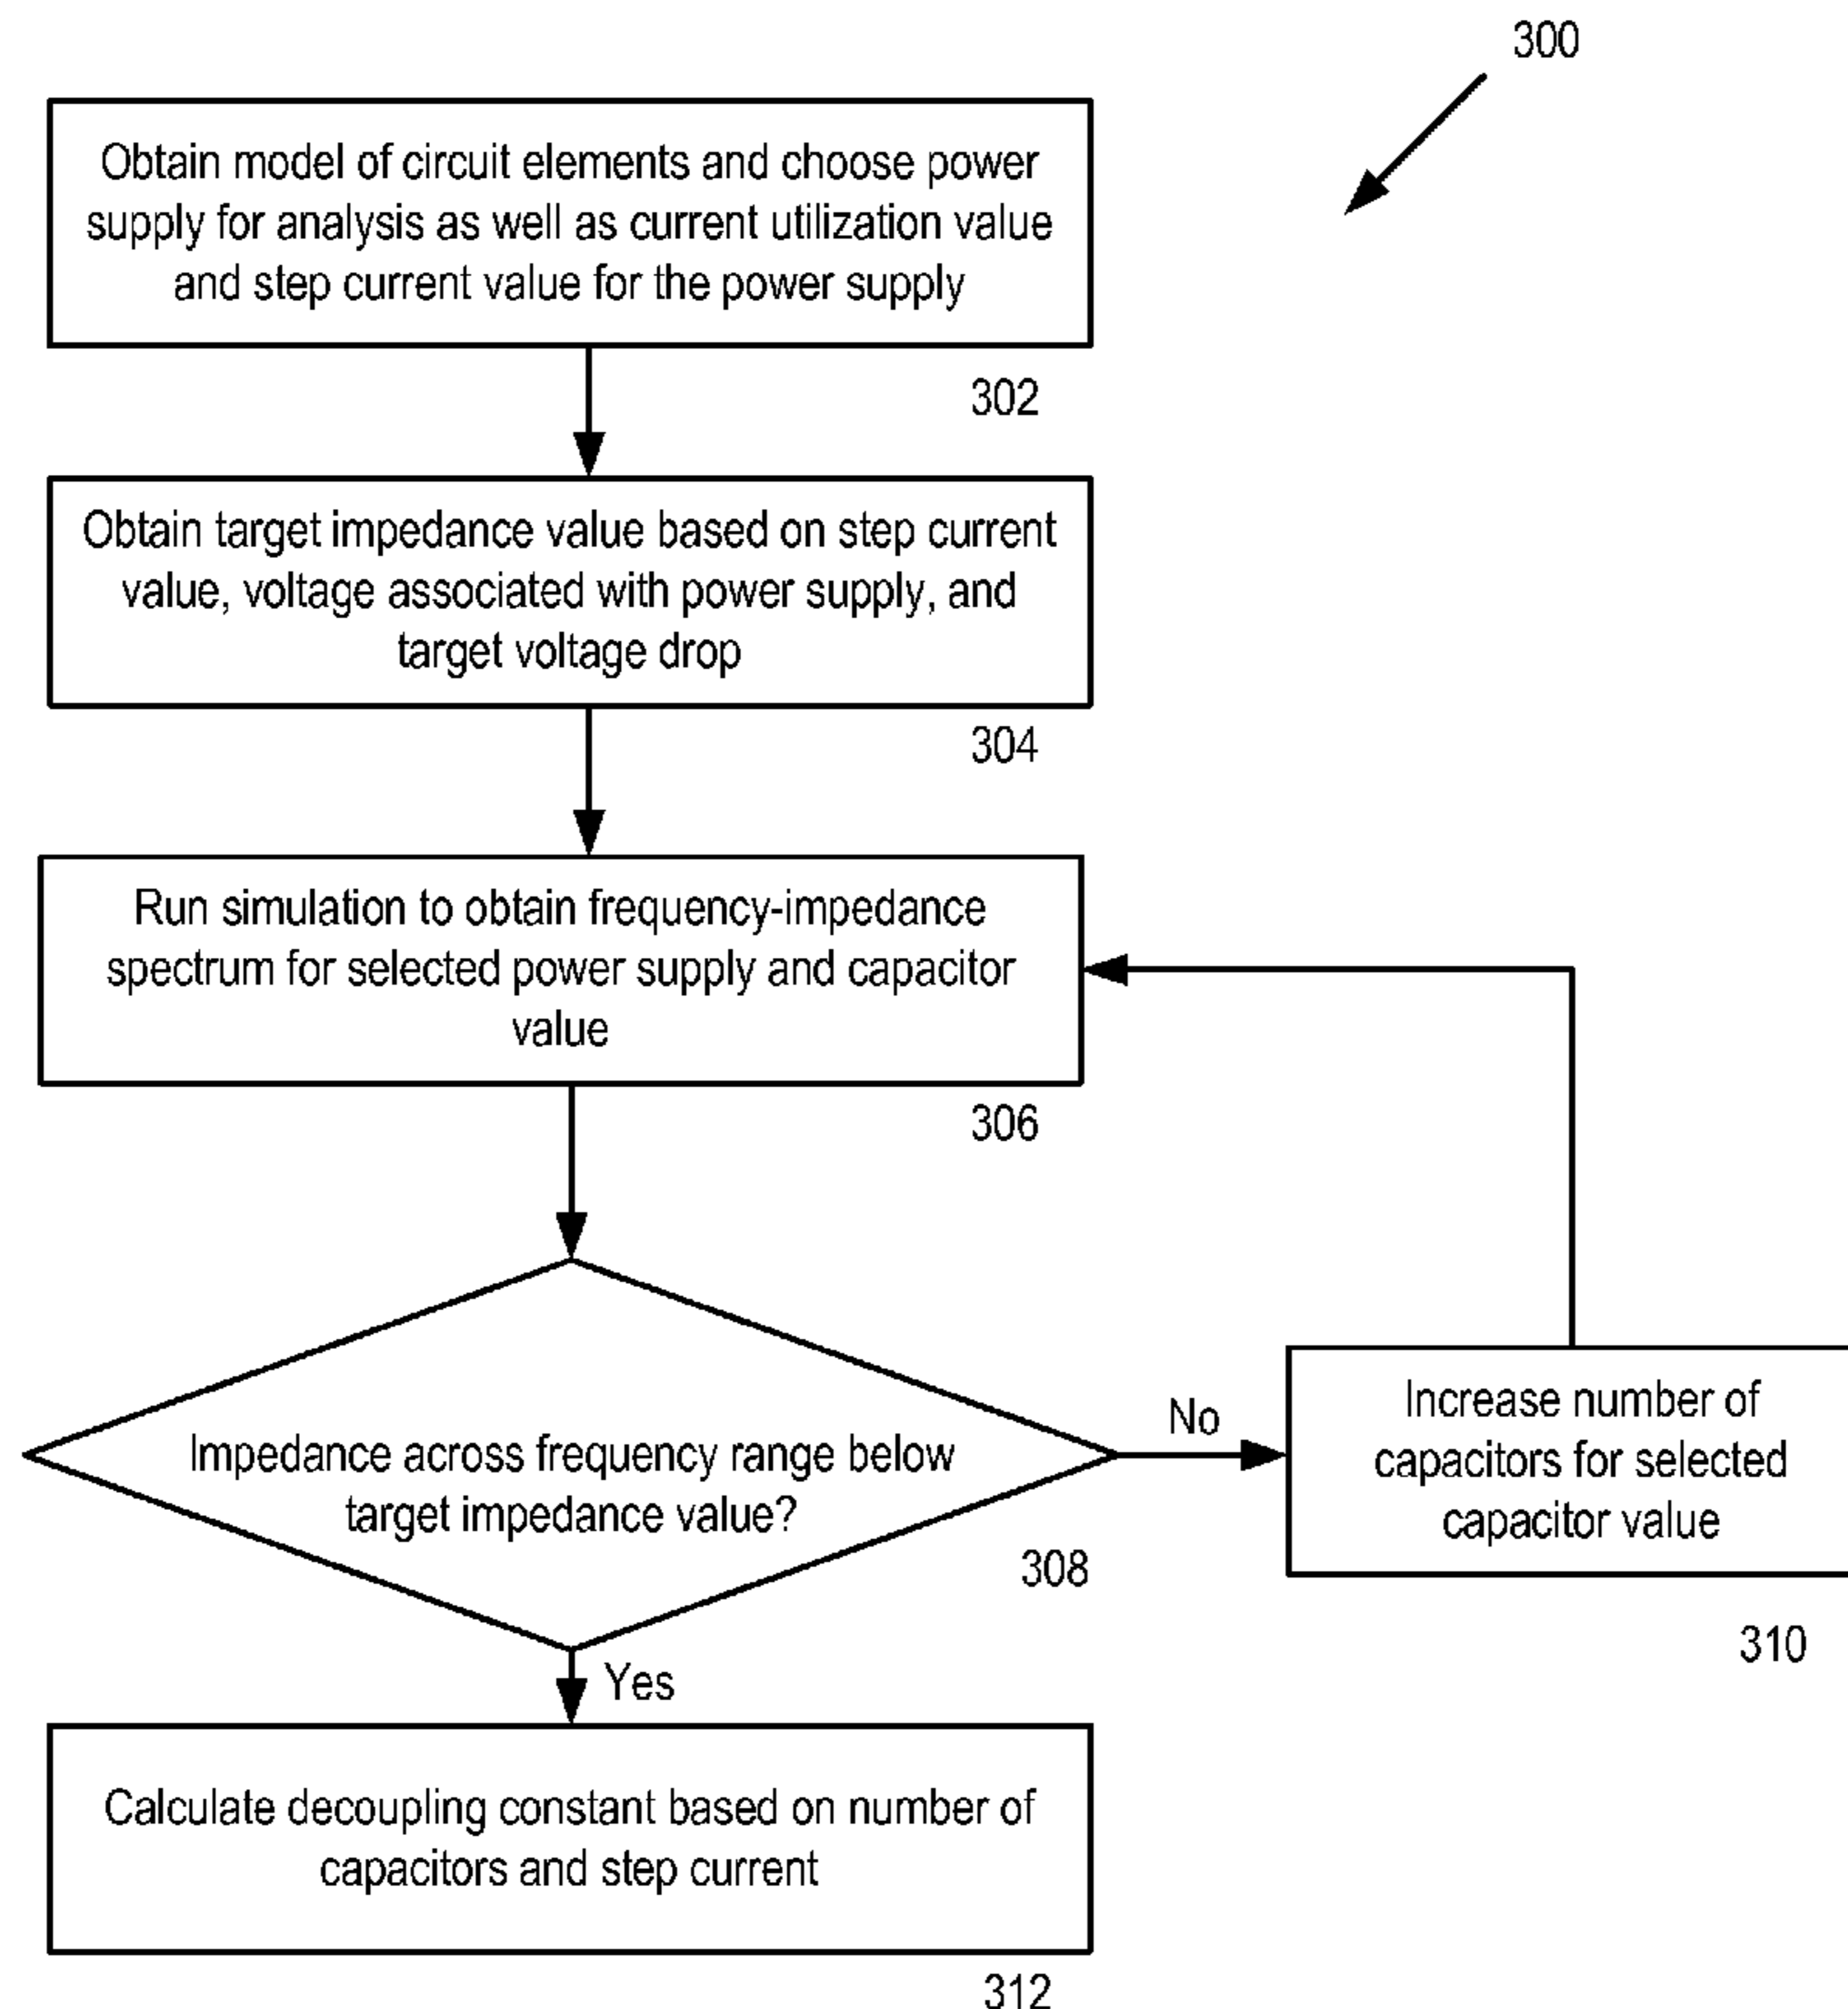 300
Obtain model of circuit elements and choose power
supply for analysis as well as current utilization value
and step current value for the power supply
302
Obtain target impedance value based on step current
value, voltage associated with power supply, and
target voltage drop
304
Run simulation to obtain frequency-impedance
spectrum for selected power supply and capacitor
value
306
Impedance across frequency range below
target impedance value?
308
No
Increase number of
capacitors for selected
capacitor value
310
Yes
Calculate decoupling constant based on number of
capacitors and step current
312